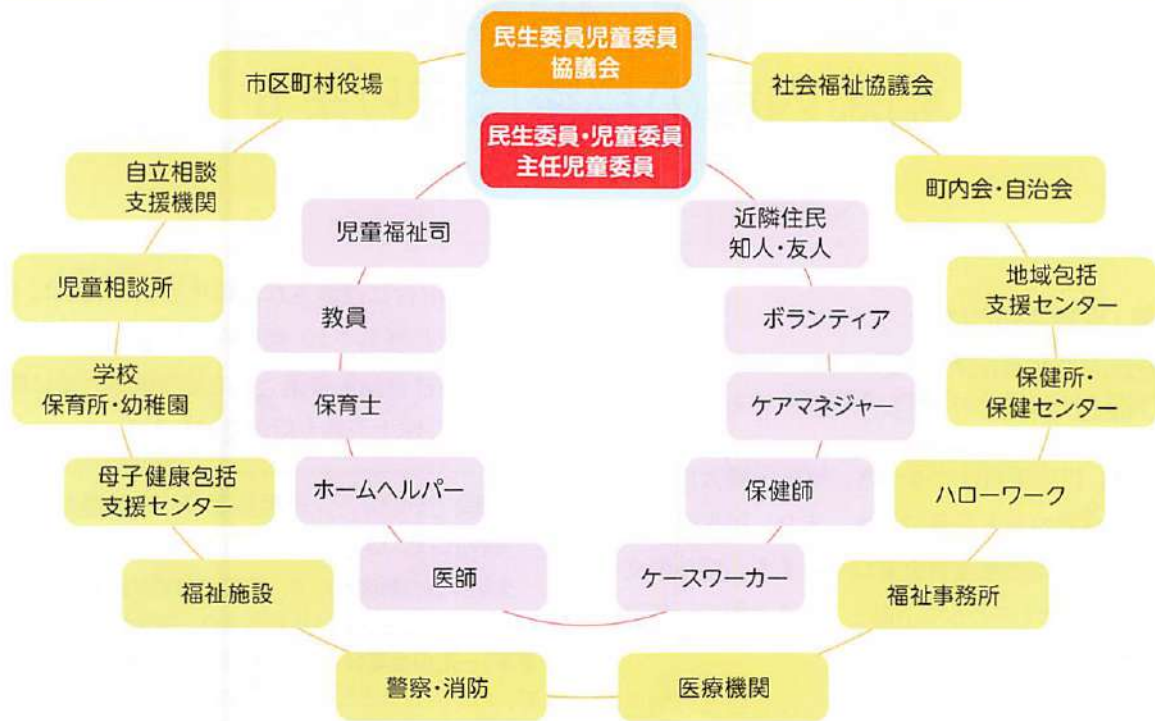 民生委員児童委員
協議会
民生委員・児童委員
主任児童委員
市区町村役場
社会福祉協議会
自立相談
支援機関
町内会・自治会
児童福祉司
近隣住民
知人・友人
児童相談所
地域包括
支援センター
教員
ボランティア
学校
保育所・幼稚園
保健所・
保健センター
保育士
ケアマネジャー
母子健康包括
支援センター
ハローワーク
ホームヘルパー
保健師
医師
ケースワーカー
福祉施設
福祉事務所
警察・消防
医療機関